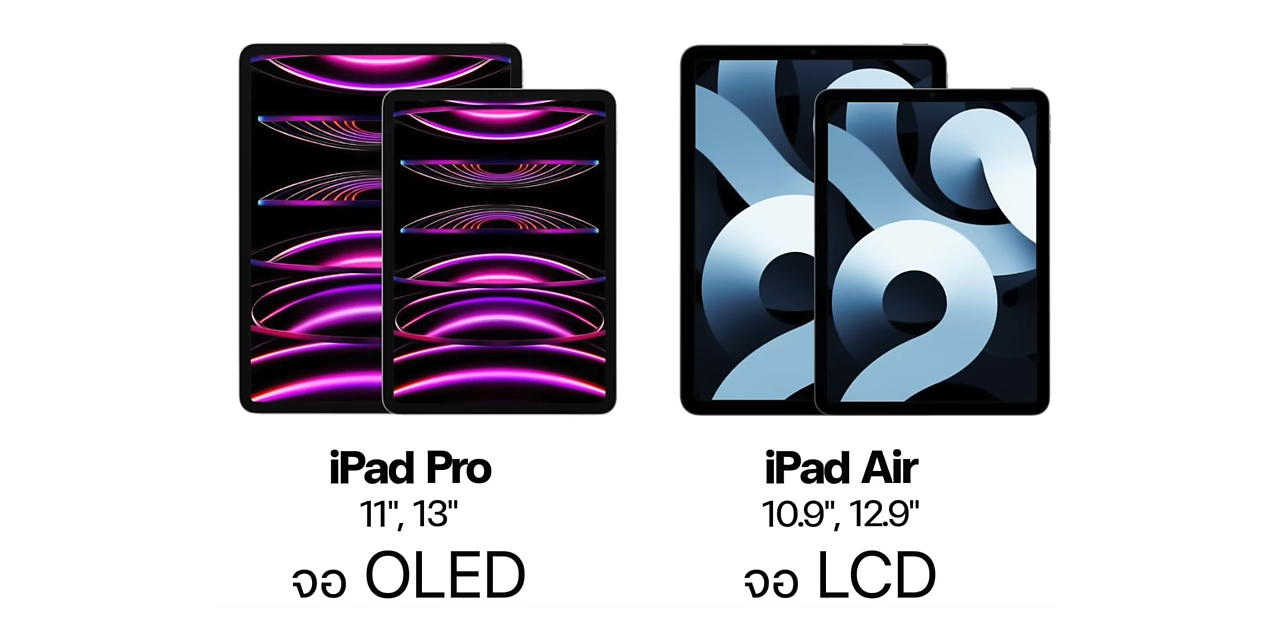 iPad Pro
11", 13"
จอ OLED
iPad Air
10.9", 12.9"
จอ LCD